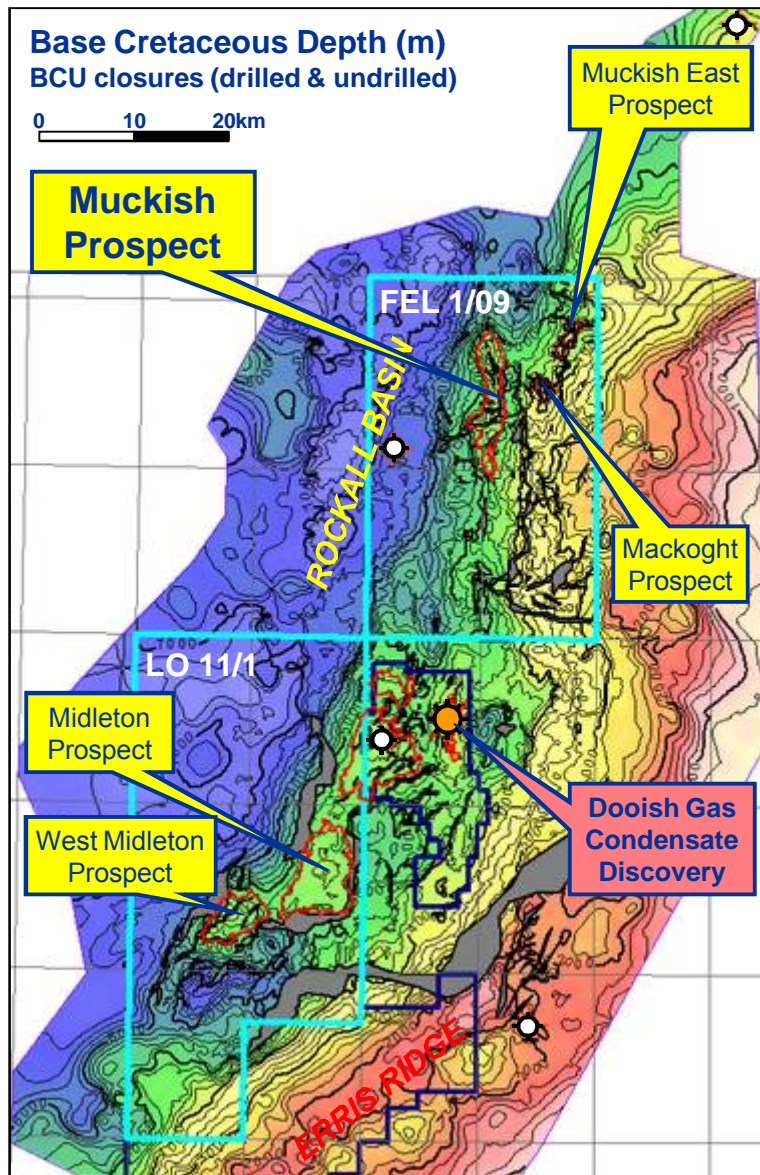 Base Cretaceous Depth (m)
BCU closures (drilled & undrilled)
0 10 20km
Muckish East
Prospect
Muckish
Prospect
FEL 1/09
ROCKALL BASIN
Mackoght
Prospect
7000
LO 11/1
Midleton
Prospect
West Midleton
Prospect
Dooish Gas
Condensate
Discovery
ERRIS RIDGE